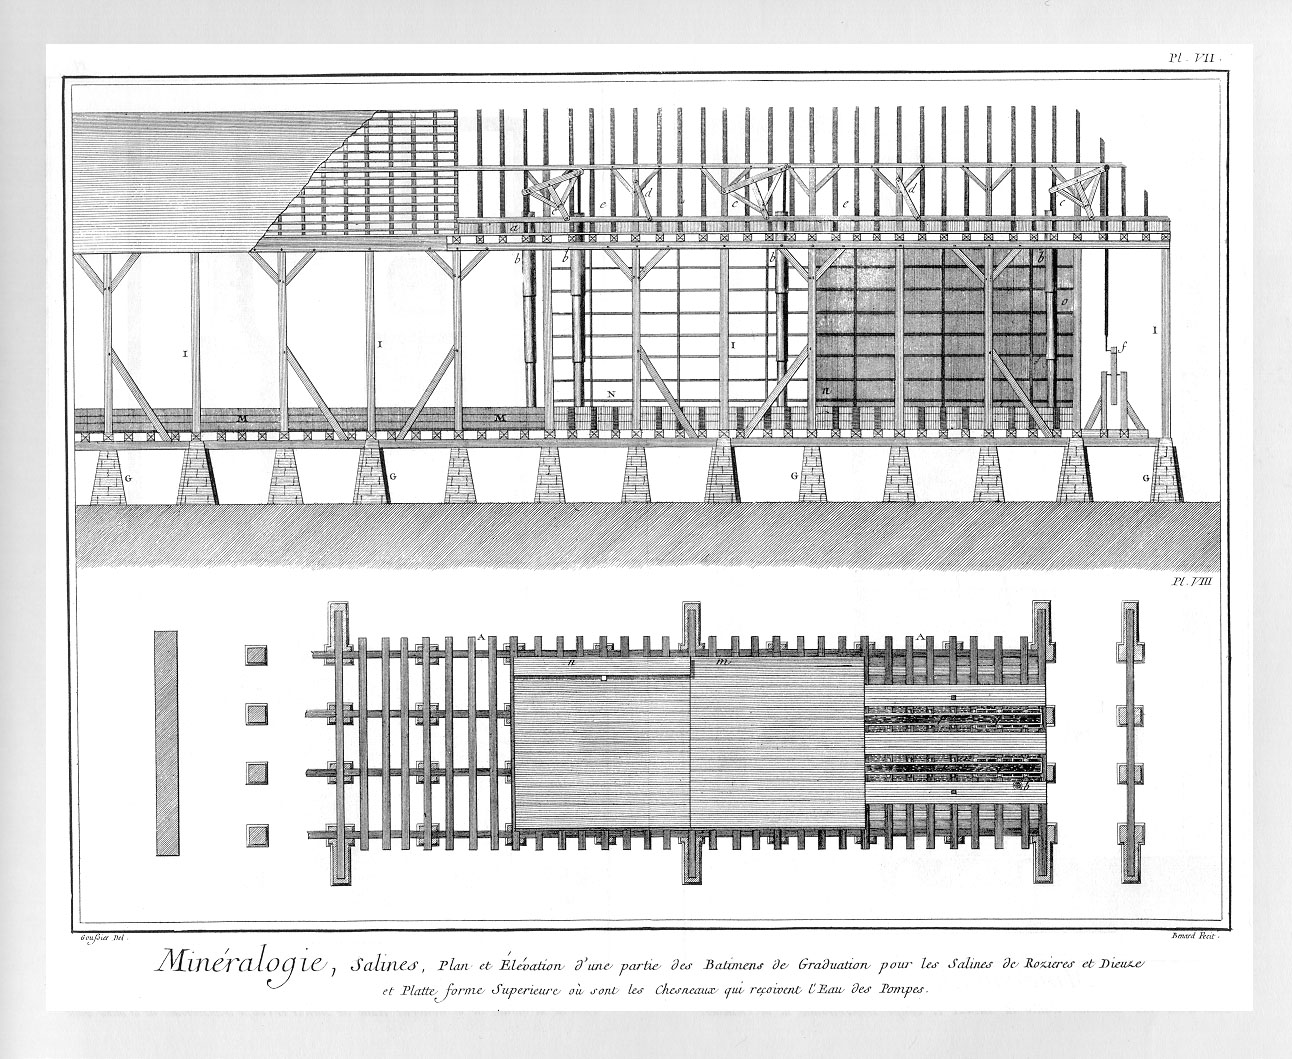 Pl. VII.
d d
c e c e c
a
b b b b
o
I I I I
f
N n
M M
G G G G
Pl. VIII
A A
n m
b
Goussier Del.
Benard Fecit.
Minéralogie, Salines, Plan et Élévation d'une partie des Batimens de Graduation pour les Salines de Rozieres et Dieuze
et Platte forme Superieure où sont les Chesneaux qui reçoivent l'Eau des Pompes.